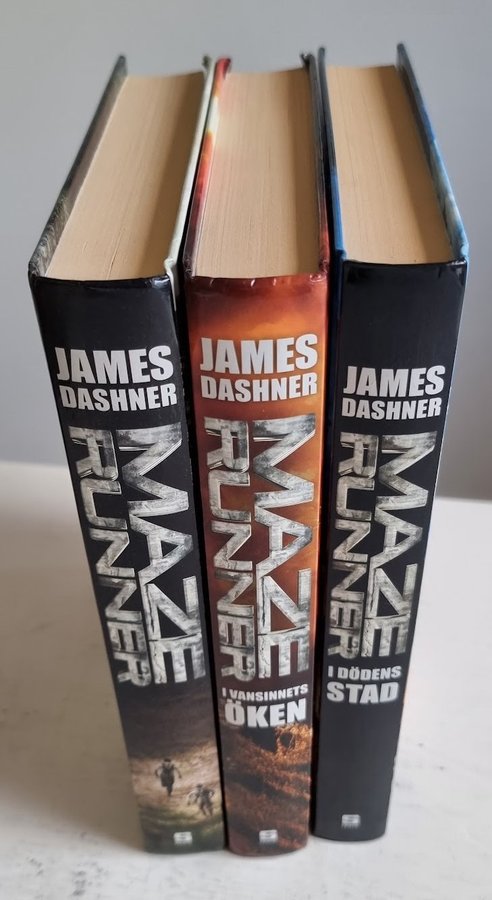 JAMES
DASHNER
MAZE
RUNNER
JAMES
DASHNER
MAZE
RUNNER
I VANSINNETS
ÖKEN
JAMES
DASHNER
MAZE
RUNNER
I DÖDENS
STAD